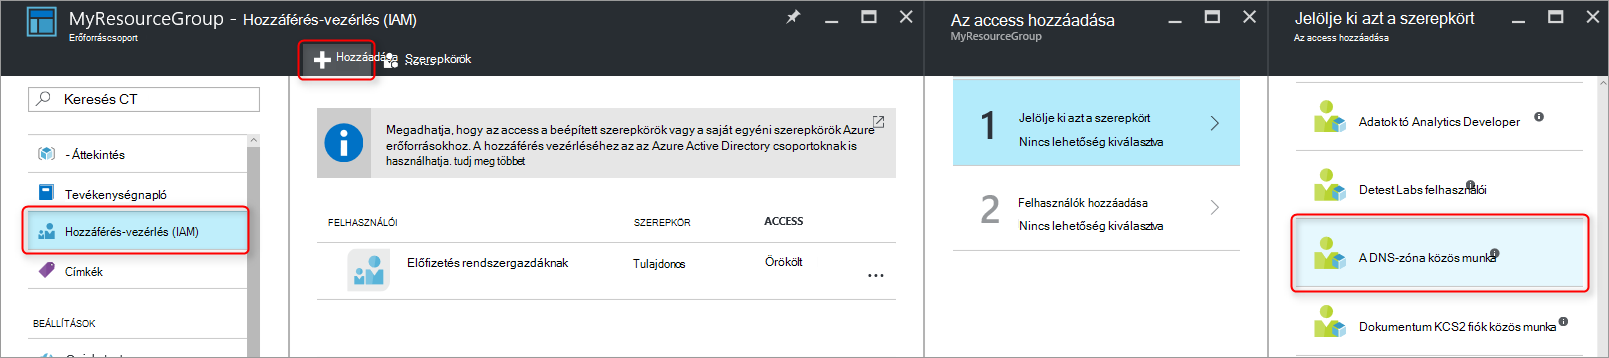 MyResourceGroup - Hozzáférés-vezérlés (IAM)
Erőforráscsoport
Hozzáadása
Szerepkörök
Keresés CT
- Áttekintés
Tevékenységnapló
Hozzáférés-vezérlés (IAM)
Címkék
BEÁLLÍTÁSOK
Megadhatja, hogy az access a beépített szerepkörök vagy a saját egyéni szerepkörök Azure
erőforrásokhoz. A hozzáférés vezérléséhez az az Azure Active Directory csoportoknak is
használhatja. tudj meg többet
FELHASZNÁLÓI SZEREPKÖR ACCESS
Előfizetés rendszergazdáknak Tulajdonos Örökölt
Az access hozzáadása
MyResourceGroup
1 Jelölje ki azt a szerepkört
Nincs lehetőség kiválasztva
2 Felhasználók hozzáadása
Nincs lehetőség kiválasztva
Jelölje ki azt a szerepkört
Az access hozzáadása
Adatok tó Analytics Developer
Detest Labs felhasználói
A DNS-zóna közös munka
Dokumentum KCS2 fiók közös munka